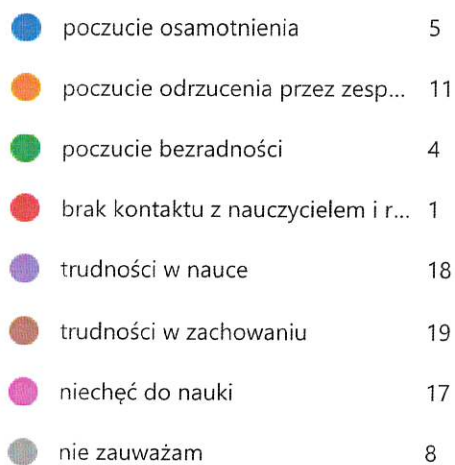 poczucie osamotnienia 5
poczucie odrzucenia przez zesp... 11
poczucie bezradności 4
brak kontaktu z nauczycielem i r... 1
trudności w nauce 18
trudności w zachowaniu 19
niechęć do nauki 17
nie zauważam 8